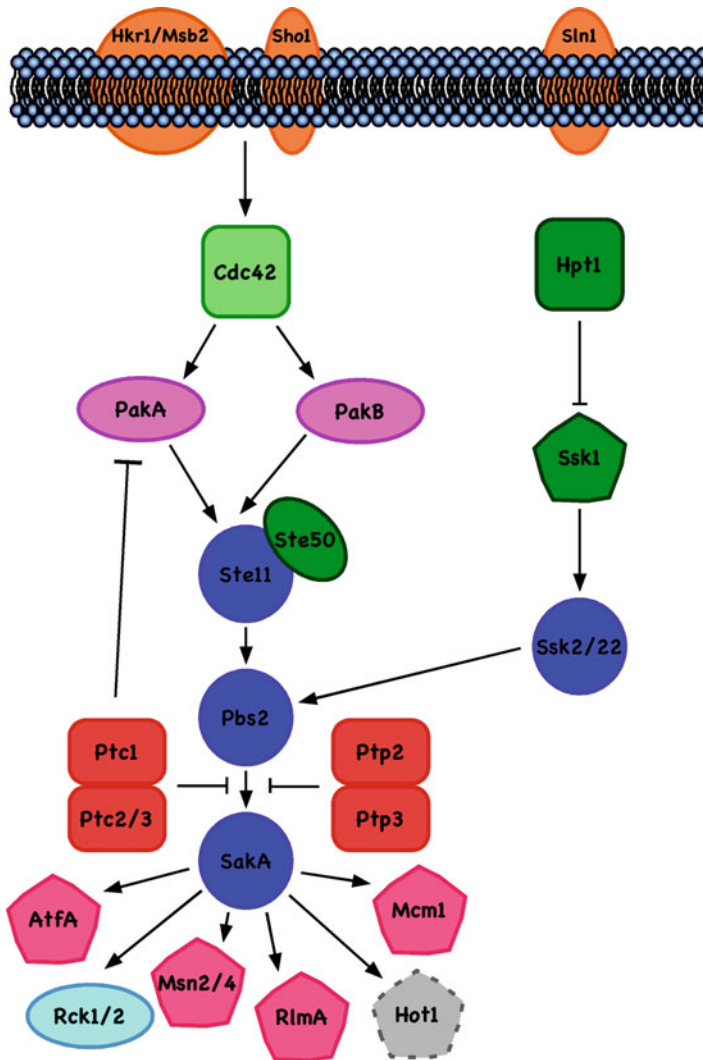 Hkr1/Msb2
Sho1
Sln1
Cdc42
Hpt1
PakA
PakB
Ssk1
Ste50
Ste11
Ssk2/22
Pbs2
Ptc1
Ptp2
Ptc2/3
Ptp3
SakA
AtfA
Mcm1
Msn2/4
Rck1/2
RlmA
Hot1